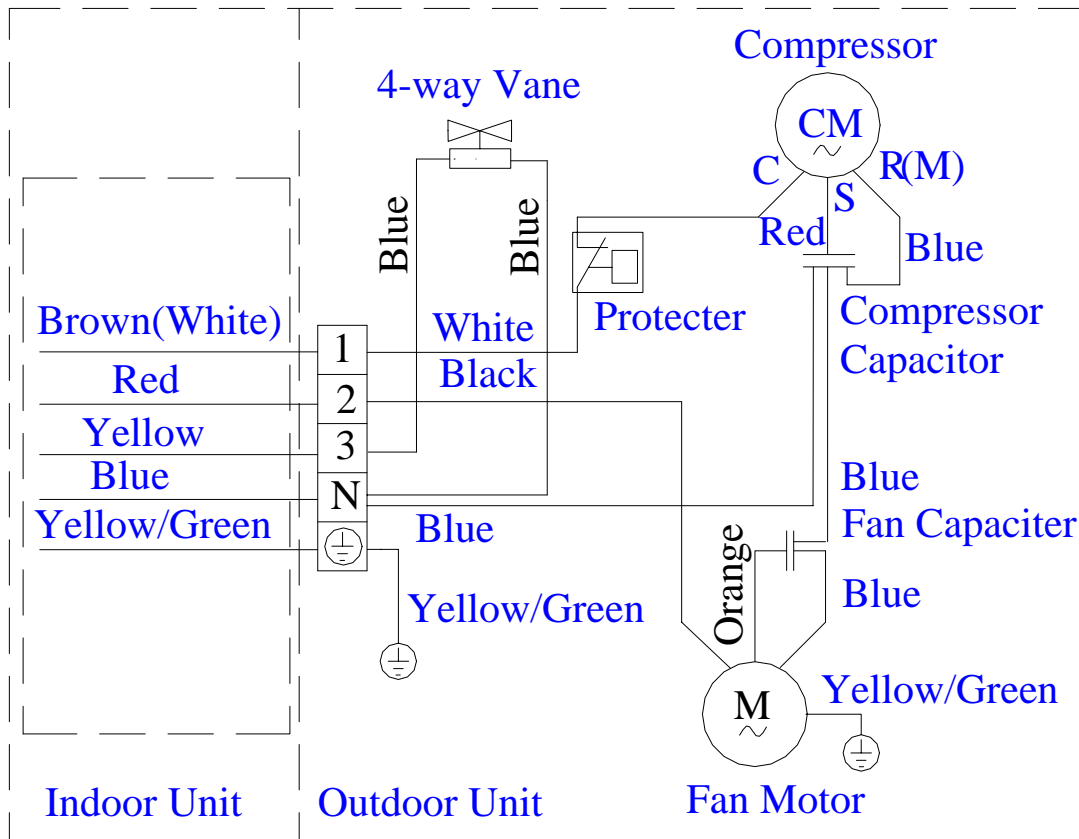 Compressor
4-way Vane
CM
C
R(M)
S
Blue
Blue
Red
Blue
Protecter
Compressor
Capacitor
Brown(White)
1
White
Red
2
Black
Yellow
3
Blue
N
Yellow/Green
Blue
Blue
Fan Capaciter
Orange
Blue
Yellow/Green
M
Yellow/Green
Indoor Unit
Outdoor Unit
Fan Motor